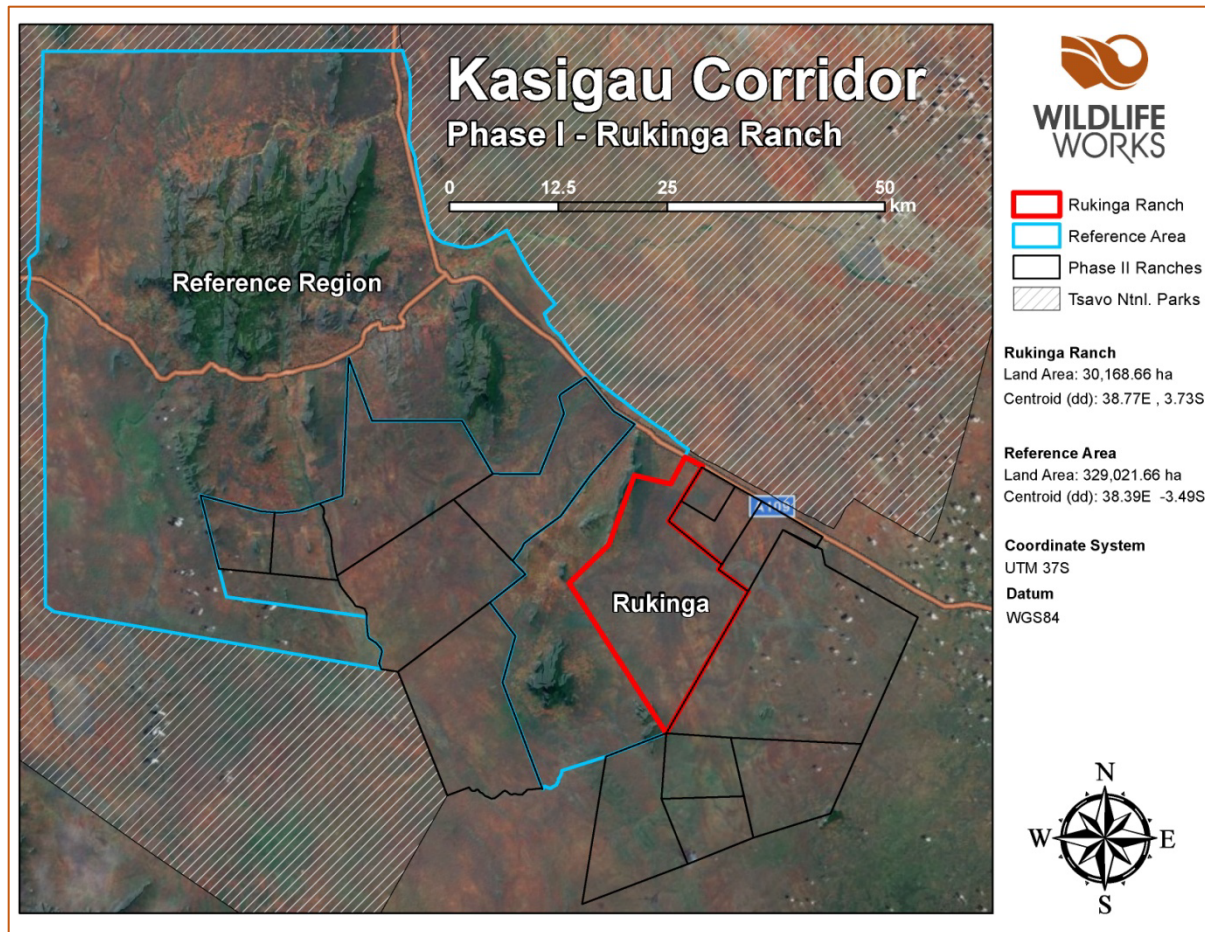 Kasigau Corridor
Phase I - Rukinga Ranch
0 12.5 25 50
km
Reference Region
Rukinga
WILDLIFE
WORKS
Rukinga Ranch
Reference Area
Phase II Ranches
Tsavo Ntnl. Parks
Rukinga Ranch
Land Area: 30,168.66 ha
Centroid (dd): 38.77E , 3.73S
Reference Area
Land Area: 329,021.66 ha
Centroid (dd): 38.39E -3.49S
Coordinate System
UTM 37S
Datum
WGS84
N
W E
S